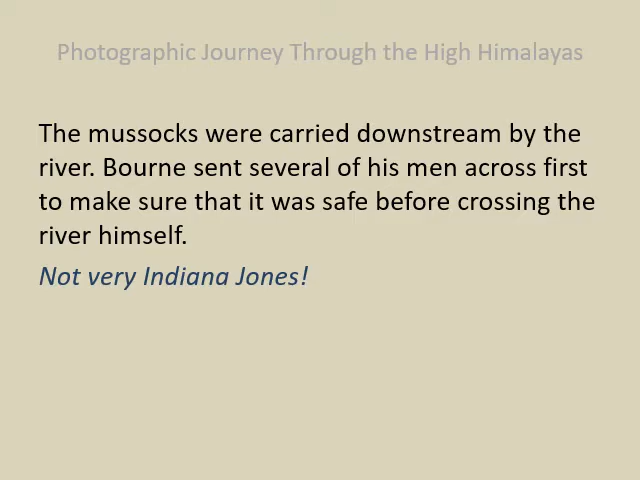 Photographic Journey Through the High Himalayas
The mussocks were carried downstream by the
river. Bourne sent several of his men across first
to make sure that it was safe before crossing the
river himself.
Not very Indiana Jones!